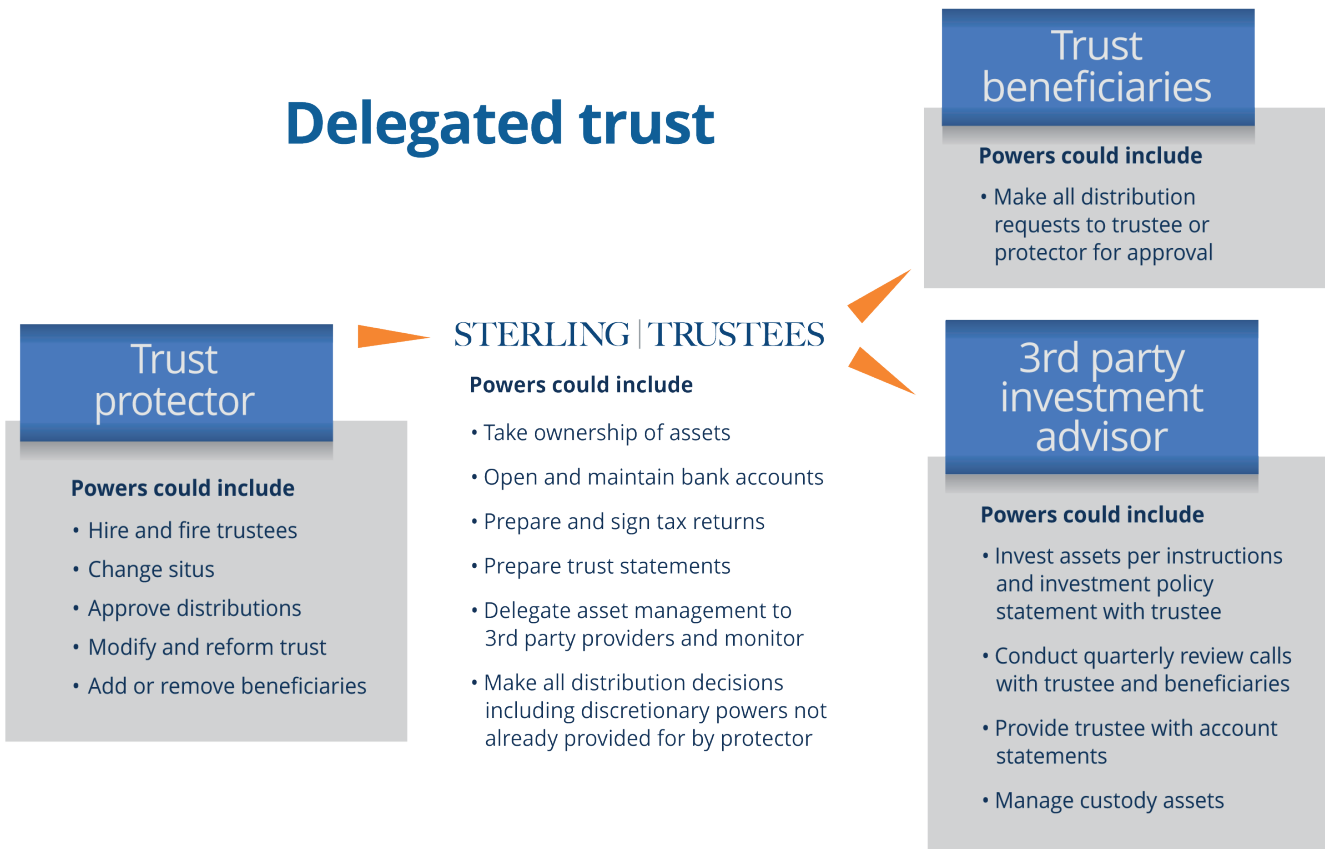 Delegated trust
Trust
protector
Powers could include
• Hire and fire trustees
• Change situs
• Approve distributions
• Modify and reform trust
• Add or remove beneficiaries
STERLING | TRUSTEES
Powers could include
• Take ownership of assets
• Open and maintain bank accounts
• Prepare and sign tax returns
• Prepare trust statements
• Delegate asset management to
3rd party providers and monitor
• Make all distribution decisions
including discretionary powers not
already provided for by protector
Trust
beneficiaries
Powers could include
• Make all distribution
requests to trustee or
protector for approval
3rd party
investment
advisor
Powers could include
• Invest assets per instructions
and investment policy
statement with trustee
• Conduct quarterly review calls
with trustee and beneficiaries
• Provide trustee with account
statements
• Manage custody assets